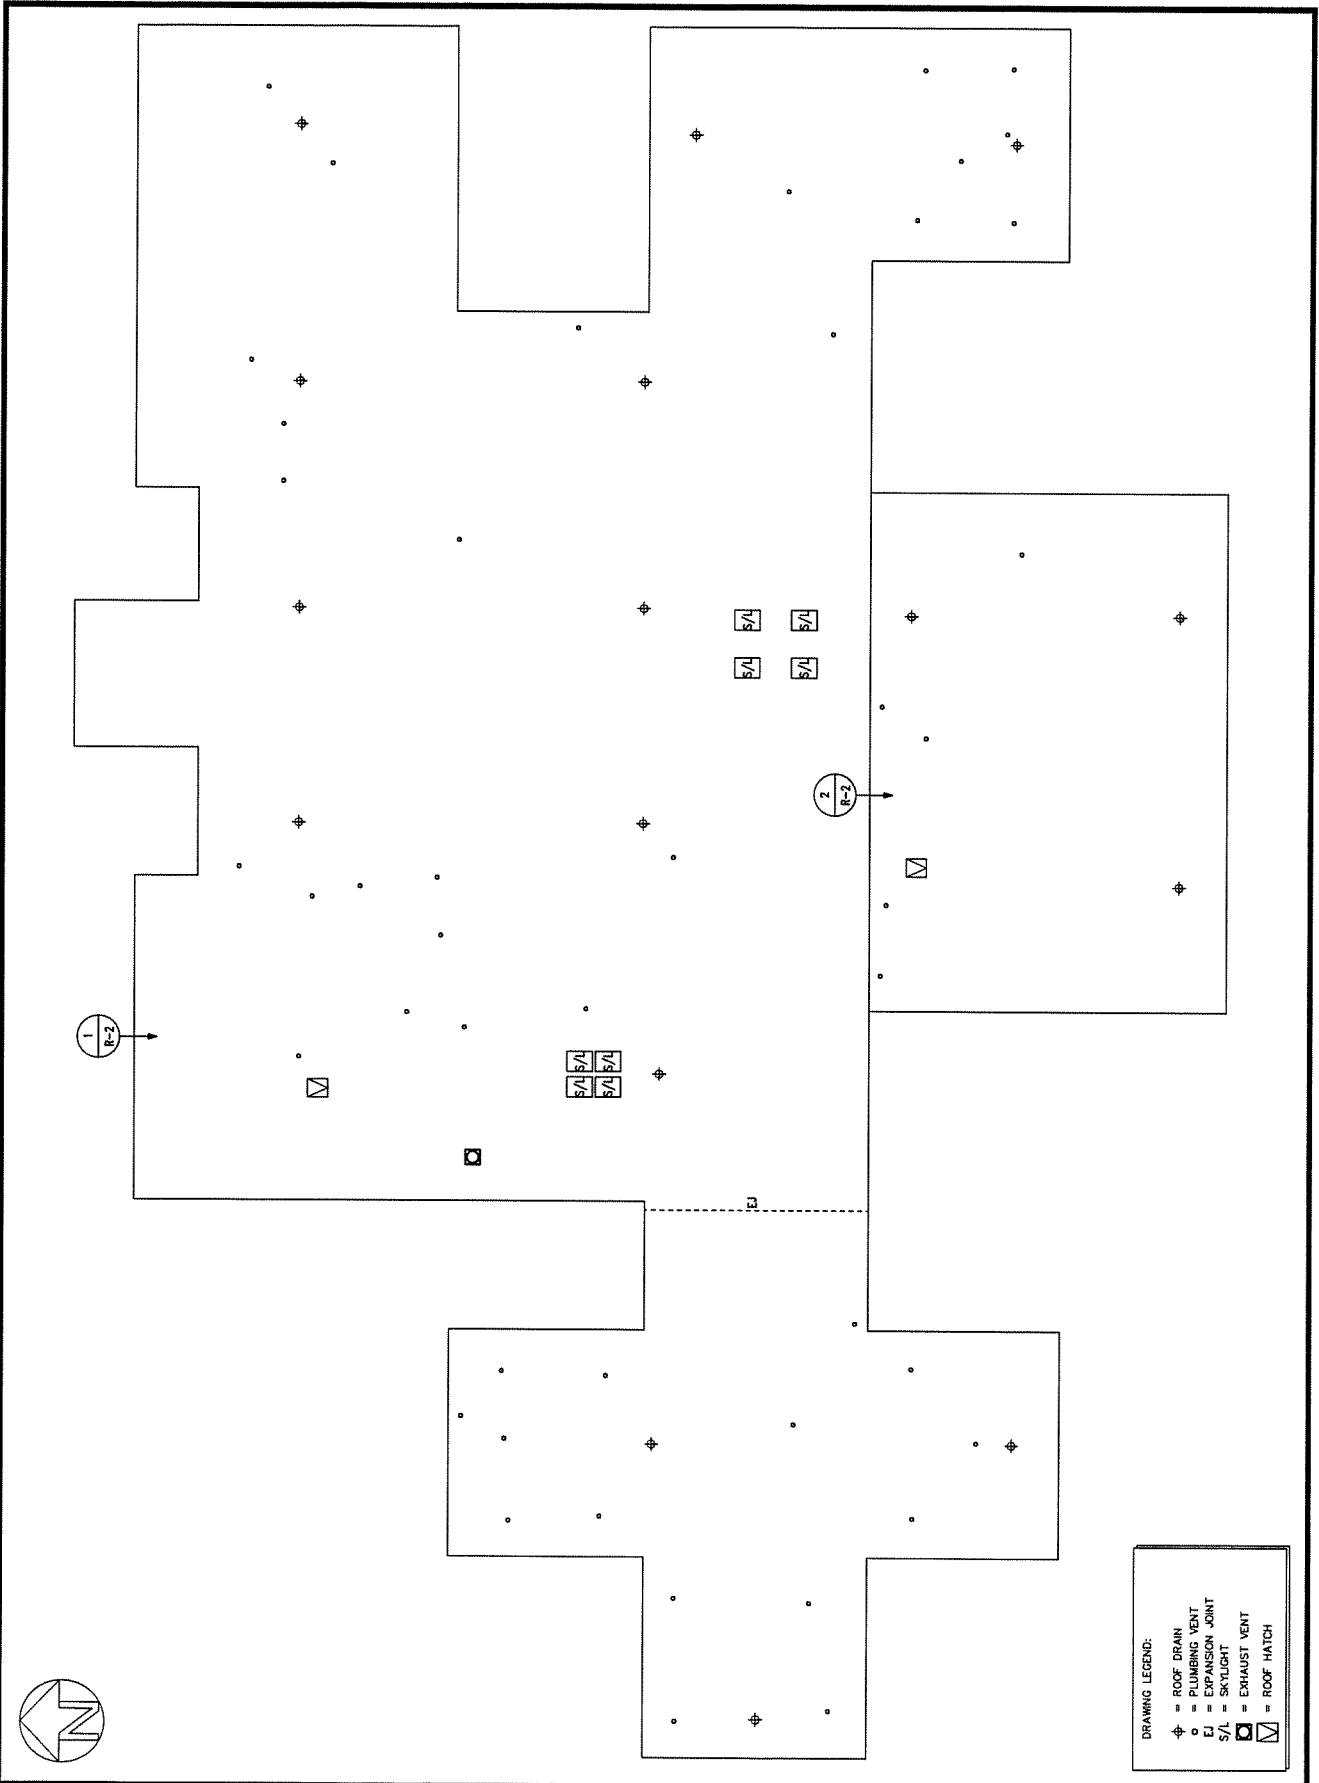 1
R-2
S/L
S/L
S/L
S/L
2
R-2
S/L
S/L
S/L
S/L
EJ
N
DRAWING LEGEND:
= ROOF DRAIN
= PLUMBING VENT
EJ = EXPANSION JOINT
S/L = SKYLIGHT
= EXHAUST VENT
= ROOF HATCH